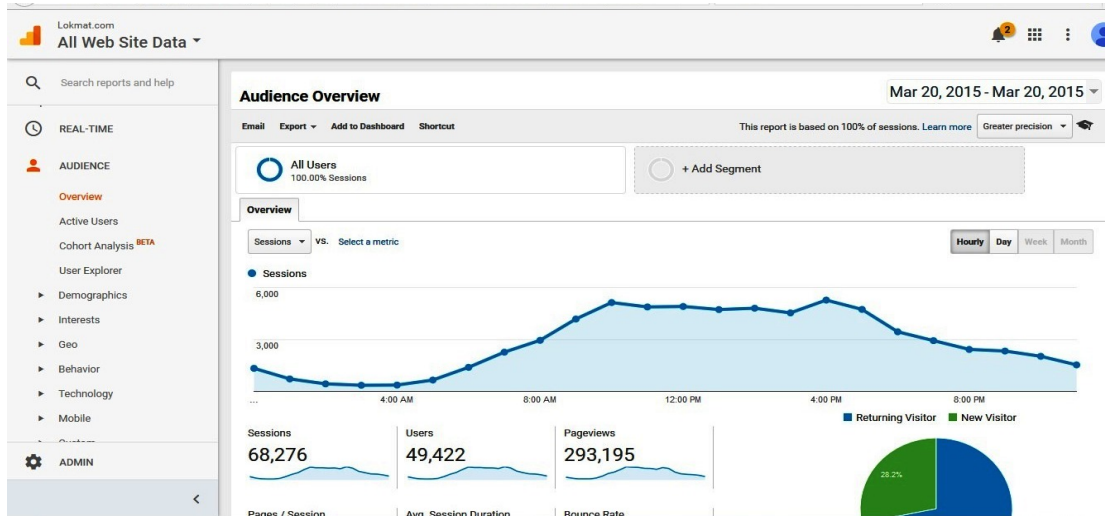 Lokmat.com
All Web Site Data
2
Search reports and help
REAL-TIME
AUDIENCE
Overview
Active Users
Cohort Analysis BETA
User Explorer
Demographics
Interests
Geo
Behavior
Technology
Mobile
Custom
ADMIN
Audience Overview
Mar 20, 2015 - Mar 20, 2015
Email Export Add to Dashboard Shortcut
This report is based on 100% of sessions. Learn more Greater precision
All Users
100.00% Sessions
+ Add Segment
Overview
Sessions VS. Select a metric
Hourly Day Week Month
Sessions
6,000
3,000
... 4:00 AM 8:00 AM 12:00 PM 4:00 PM 8:00 PM
Returning Visitor New Visitor
Sessions Users Pageviews
68,276 49,422 293,195
28.2%
Pages / Session Avg. Session Duration Bounce Rate